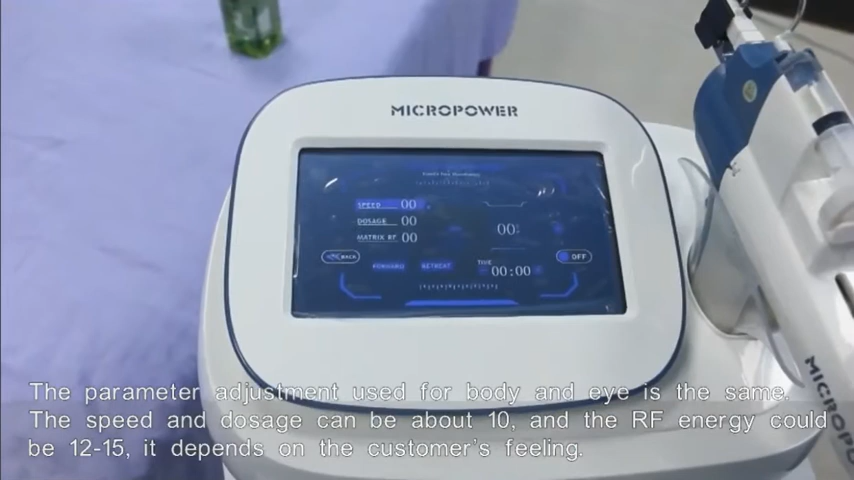 MICROPOWER
SPEED 00
DOSAGE 00
MATRIX RF 00
00
BACK
FORWARD
RETREAT
TIME
00:00
OFF
MICROPO
The parameter adjustment used for body and eye is the same.
The speed and dosage can be about 10, and the RF energy could
be 12-15, it depends on the customer's feeling.